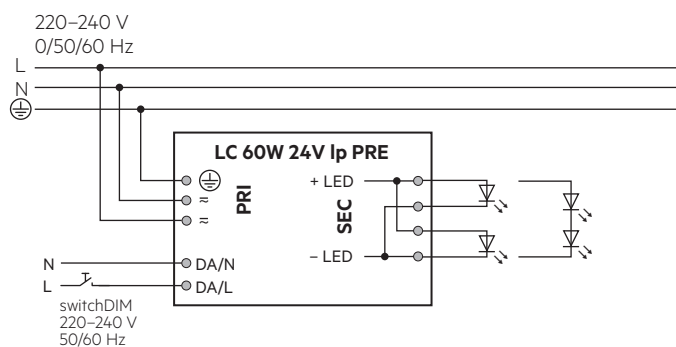 220–240 V
0/50/60 Hz
L
N
LC 60W 24V lp PRE
PRI
≂
≂
+ LED
SEC
– LED
N
DA/N
L
DA/L
switchDIM
220–240 V
50/60 Hz